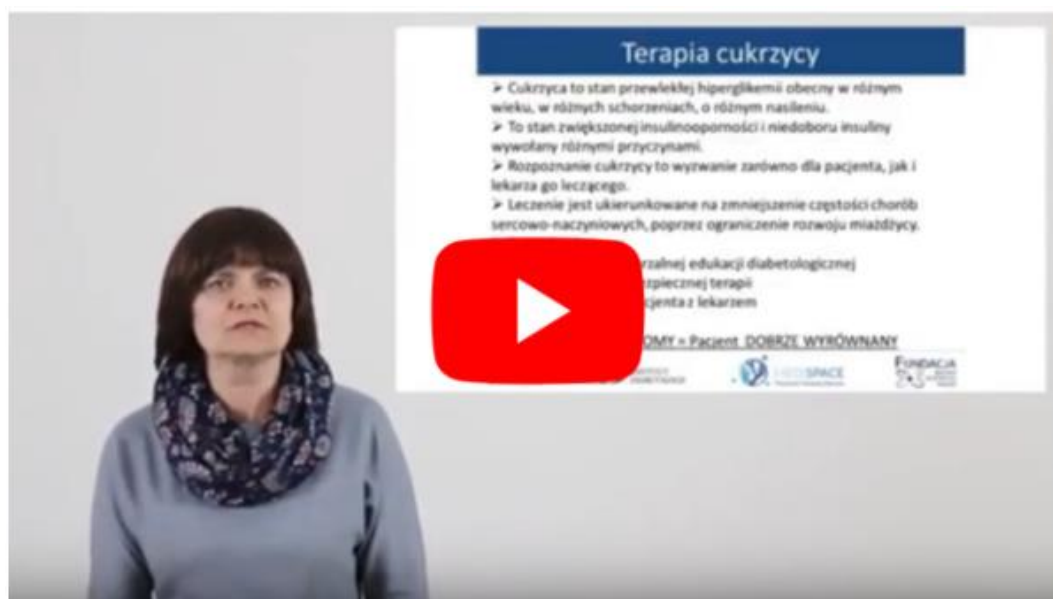 Terapia cukrzycy
➢ Cukrzyca to stan przewlekłej hiperglikemii obecny w różnym
wieku, w różnych schorzeniach, o różnym nasileniu.
➢ To stan zwiększonej insulinooporności i niedoboru insuliny
wywołany różnymi przyczynami.
➢ Rozpoznanie cukrzycy to wyzwanie zarówno dla pacjenta, jak i
lekarza go leczącego.
➢ Leczenie jest ukierunkowane na zmniejszenie częstości chorób
sercowo-naczyniowych, poprzez ograniczenie rozwoju miażdżycy.
rzalnej edukacji diabetologicznej
zpiecznej terapii
cjenta z lekarzem
OMY = Pacjent DOBRZE WYRÓWNANY
SPACE
FUNDACJA